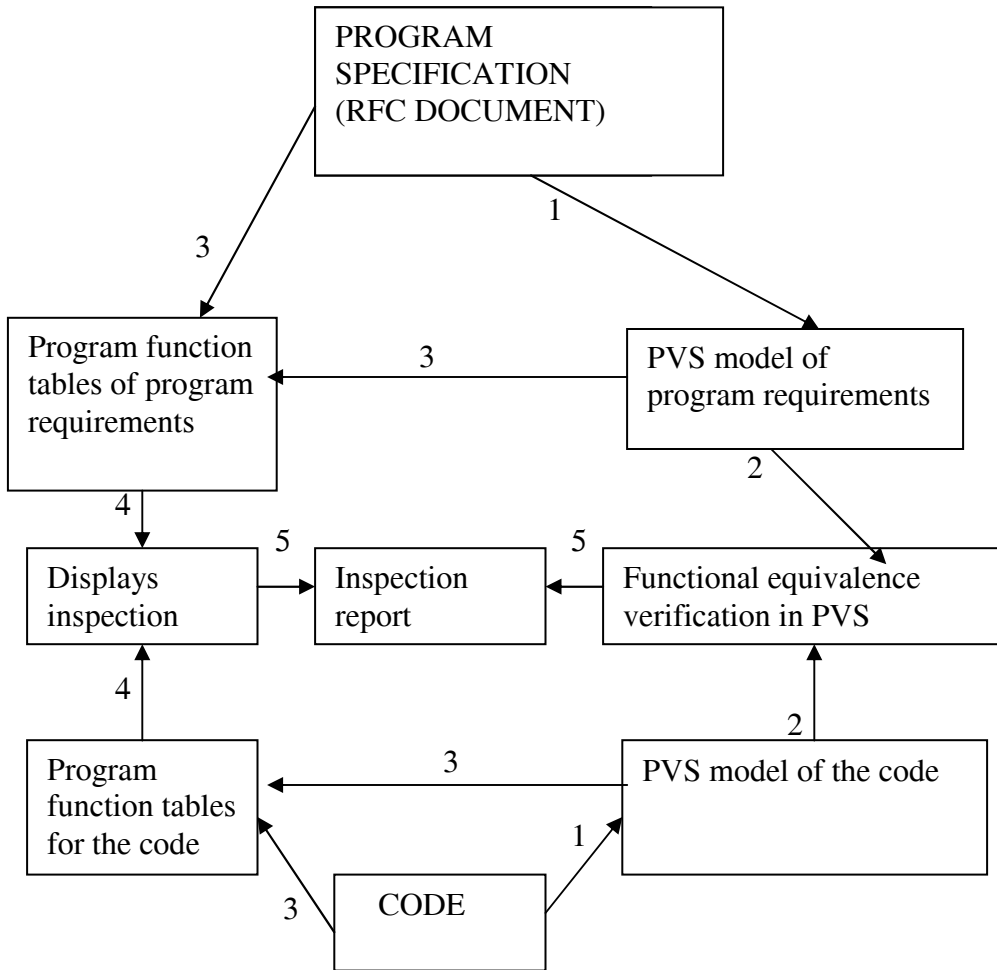 PROGRAM
SPECIFICATION
(RFC DOCUMENT)
1
3
Program function
tables of program
requirements
3
PVS model of
program requirements
2
4
Displays
inspection
5
Inspection
report
5
Functional equivalence
verification in PVS
4
2
Program
function tables
for the code
3
PVS model of the code
1
3
CODE